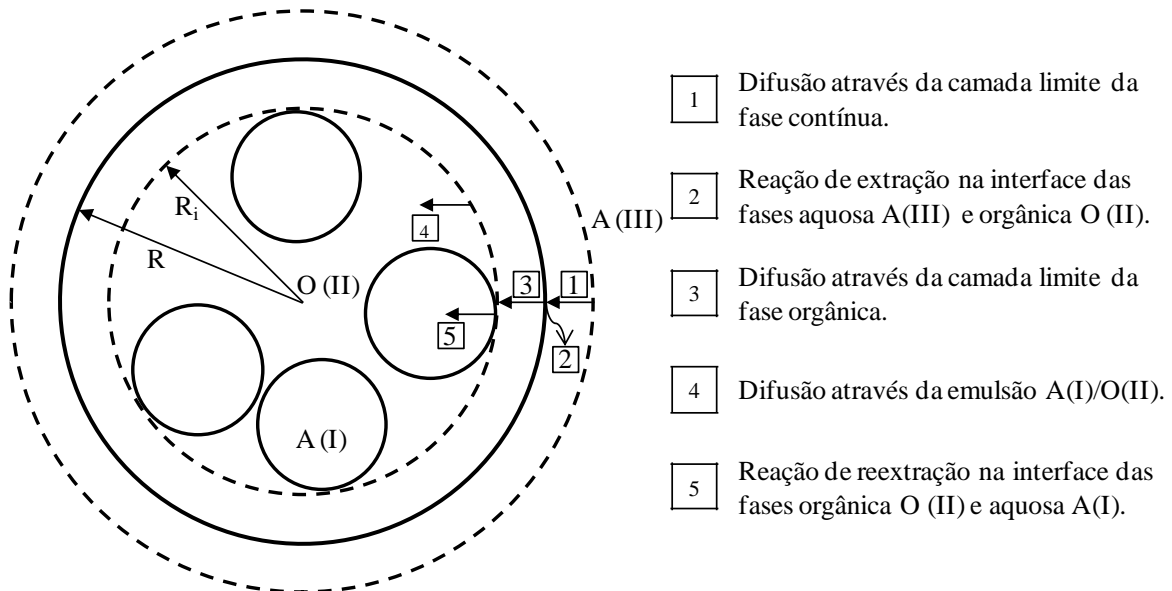 R_i
R
O (II)
A (I)
A (III)
4
3
1
5
2
1 Difusão através da camada limite da
fase contínua.
2 Reação de extração na interface das
fases aquosa A(III) e orgânica O (II).
3 Difusão através da camada limite da
fase orgânica.
4 Difusão através da emulsão A(I)/O(II).
5 Reação de reextração na interface das
fases orgânica O (II) e aquosa A(I).